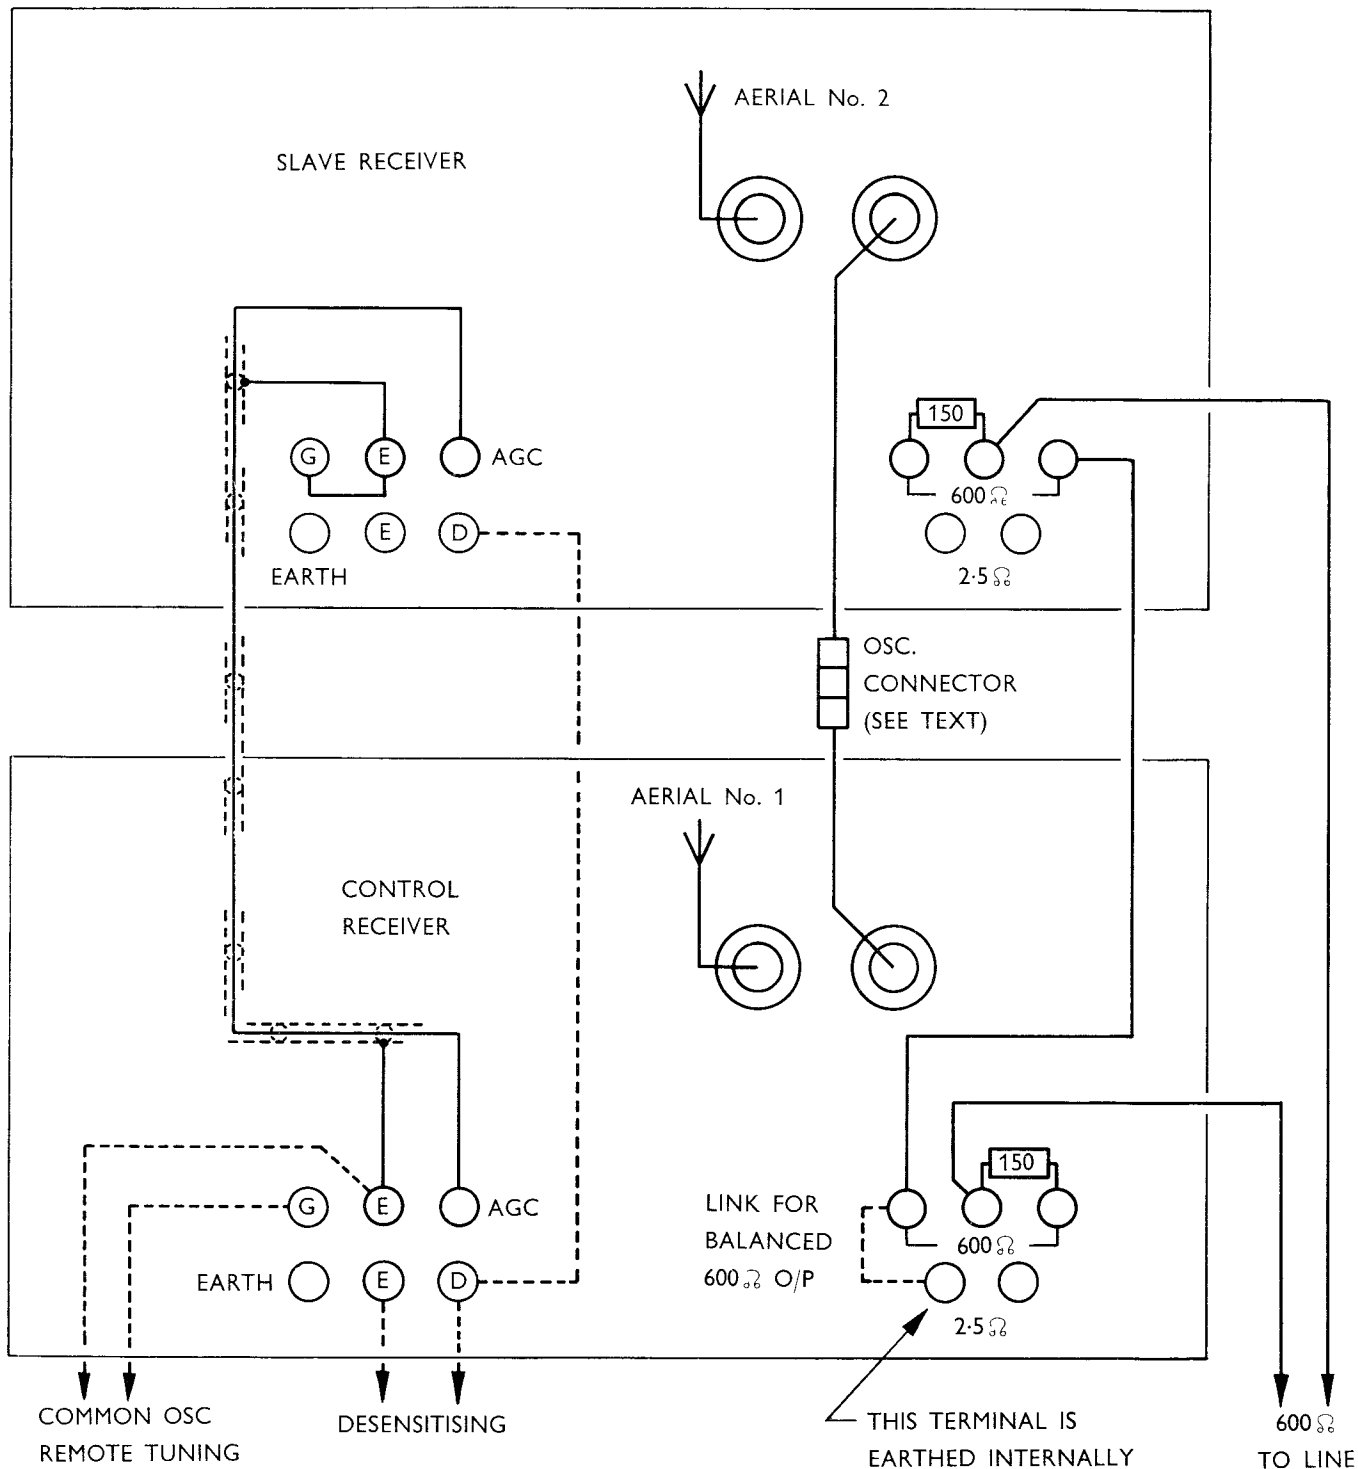 AERIAL No. 2
SLAVE RECEIVER
150
G E AGC
600Ω
E D
EARTH
2·5Ω
OSC.
CONNECTOR
(SEE TEXT)
AERIAL No. 1
CONTROL
RECEIVER
150
G E AGC
LINK FOR
BALANCED
600Ω O/P
600Ω
EARTH E D
2·5Ω
COMMON OSC
REMOTE TUNING
DESENSITISING
THIS TERMINAL IS
EARTHED INTERNALLY
600Ω
TO LINE